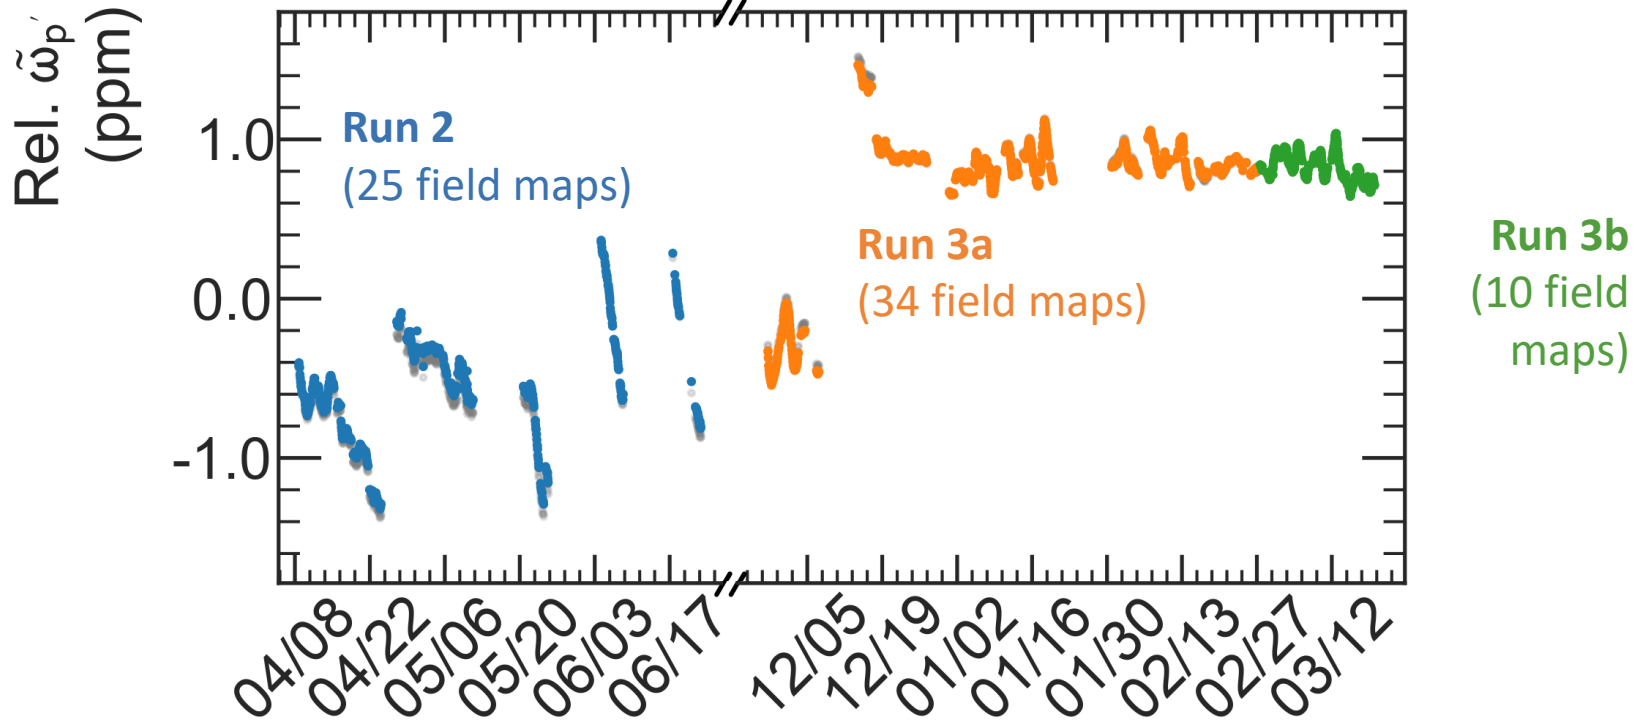 Rel. ω̃p′
(ppm)
Run 2
(25 field maps)
Run 3a
(34 field maps)
Run 3b
(10 field
maps)
1.0
0.0
-1.0
04/08
04/22
05/06
05/20
06/03
06/17
12/05
12/19
01/02
01/16
01/30
02/13
02/27
03/12